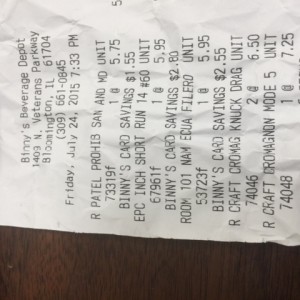 Binny's Beverage Depot
1409 N. Veterans Parkway
Bloomington, IL 61704
(309) 661-0845
Friday, July 24, 2015 7:33 PM
R PATEL PROHIB SAN AND MD UNIT
73319f 1 @ 5.75
BINNY'S CARD SAVINGS $1.55
EPC INCH SHORT RUN 14 #60 UNIT
67961f 1 @ 5.95
BINNY'S CARD SAVINGS $2.80
ROOM 101 NAM ECUA FILERO UNIT
53723f 1 @ 5.95
BINNY'S CARD SAVINGS $2.55
R CRAFT CROMAG KNUCK DRAG UNIT
74046 2 @ 6.50
R CRAFT CROMAGNON MODE 5 UNIT
74048 1 @ 7.25